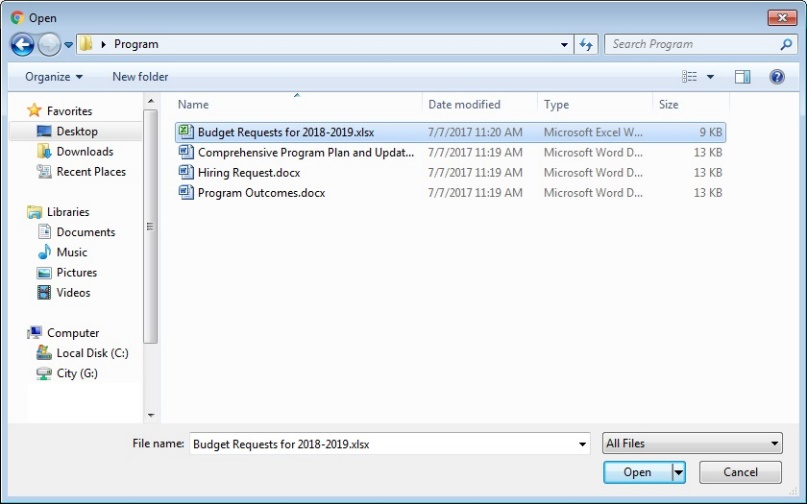 Open
Program
Search Program
Organize
New folder
Name Date modified Type Size
Favorites
Desktop
Downloads
Recent Places
Libraries
Documents
Music
Pictures
Videos
Computer
Local Disk (C:)
City (G:)
Budget Requests for 2018-2019.xlsx 7/7/2017 11:20 AM Microsoft Excel W... 9 KB
Comprehensive Program Plan and Updat... 7/7/2017 11:19 AM Microsoft Word D... 13 KB
Hiring Request.docx 7/7/2017 11:19 AM Microsoft Word D... 13 KB
Program Outcomes.docx 7/7/2017 11:19 AM Microsoft Word D... 13 KB
File name: Budget Requests for 2018-2019.xlsx
All Files
Open
Cancel